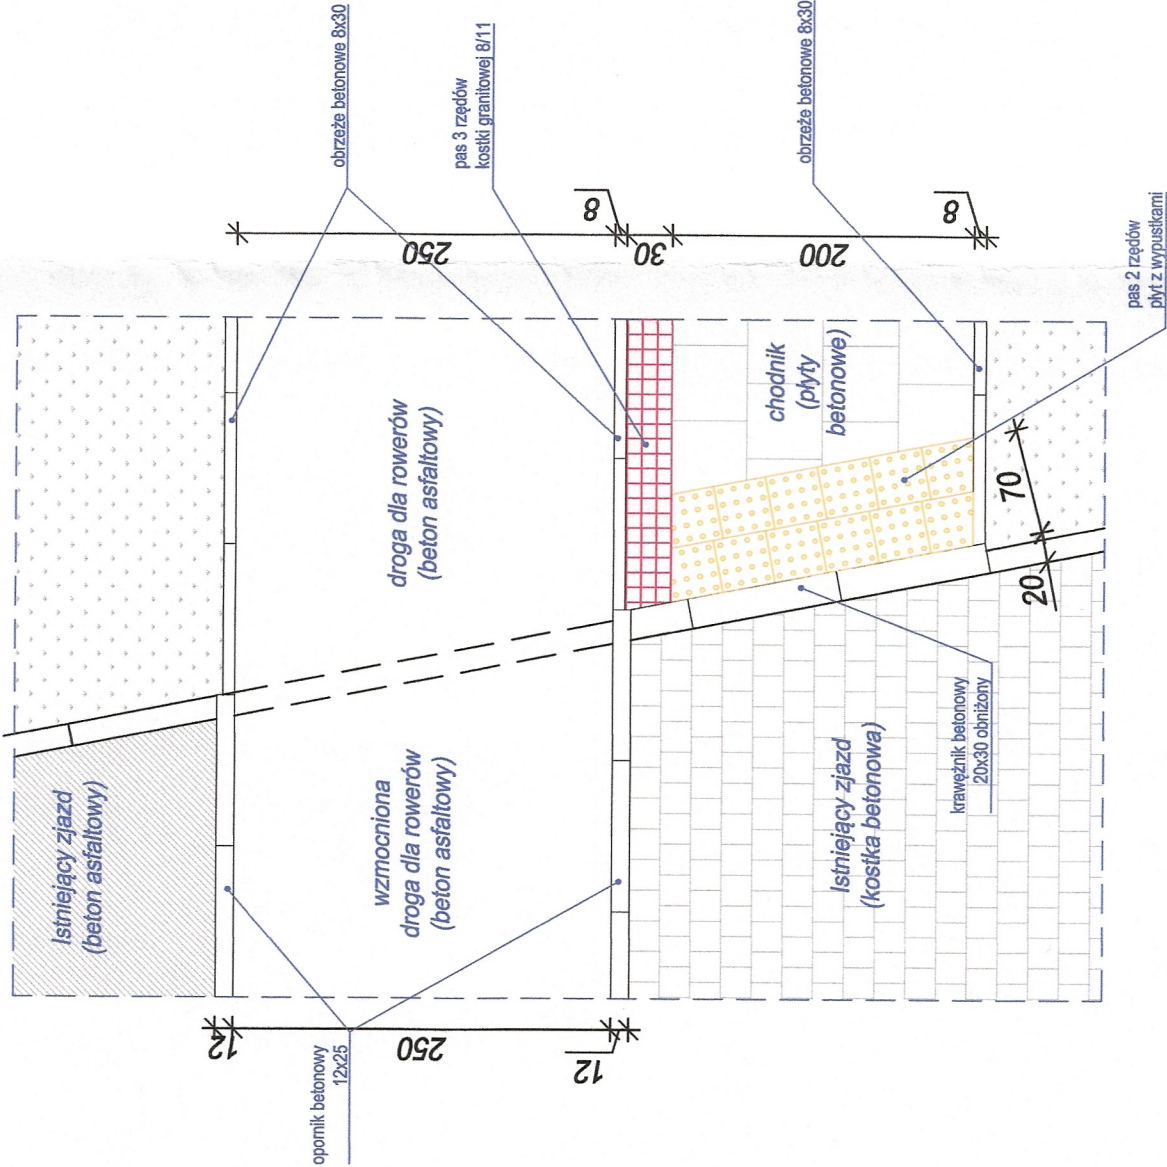 obrzeże betonowe 8x30
pas 3 rzędów
kostki granitowej 8/11
obrzeże betonowe 8x30
pas 2 rzędów
płyt z wypustkami
250
8
30
200
8
droga dla rowerów
(beton asfaltowy)
chodnik
(płyty
betonowe)
70
20
Istniejący zjazd
(beton asfaltowy)
wzmocniona
droga dla rowerów
(beton asfaltowy)
Istniejący zjazd
(kostka betonowa)
krawężnik betonowy
20x30 obniżony
12
250
12
opornik betonowy
12x25